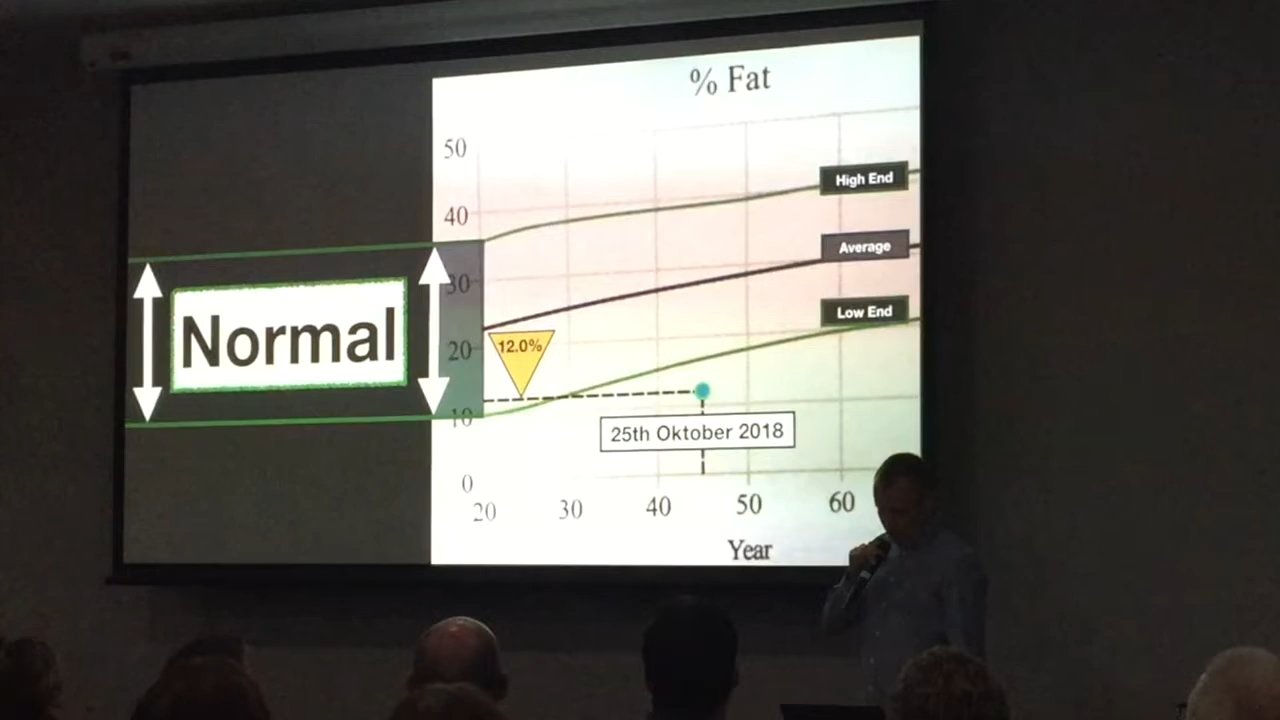 % Fat
50
High End
40
Average
30
Normal
Low End
12.0%
20
10
25th Oktober 2018
0
20 30 40 50 60
Year